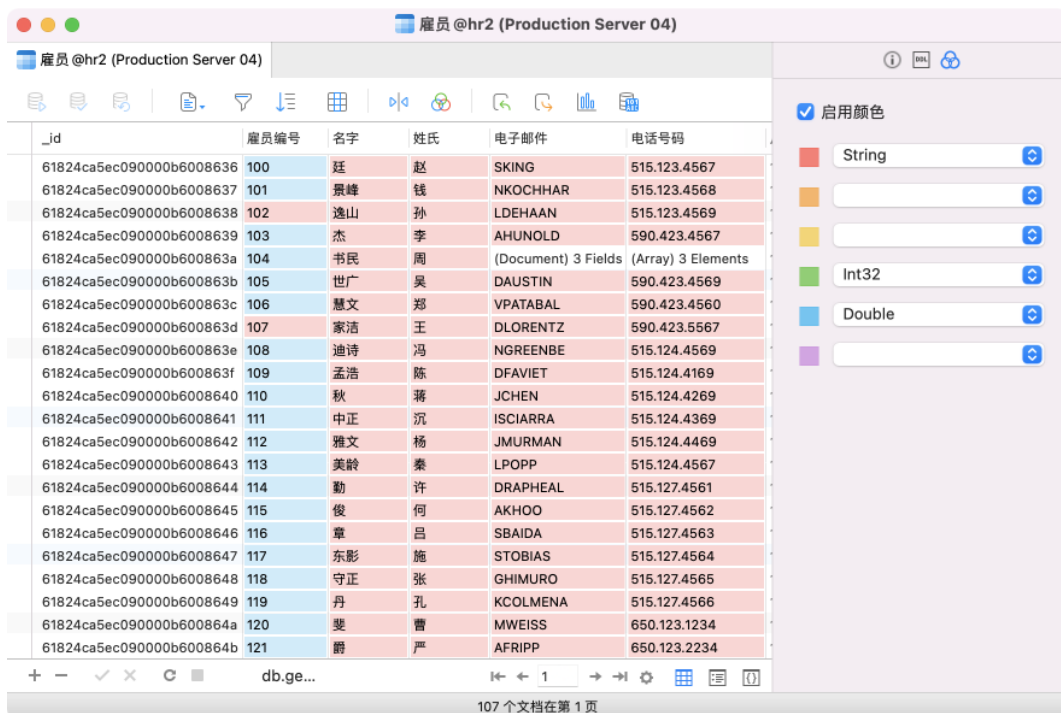 雇员 @hr2 (Production Server 04)
雇员 @hr2 (Production Server 04)
DDL
启用颜色
String
Int32
Double
_id 雇员编号 名字 姓氏 电子邮件 电话号码
61824ca5ec090000b6008636 100 廷 赵 SKING 515.123.4567
61824ca5ec090000b6008637 101 景峰 钱 NKOCHHAR 515.123.4568
61824ca5ec090000b6008638 102 逸山 孙 LDEHAAN 515.123.4569
61824ca5ec090000b6008639 103 杰 李 AHUNOLD 590.423.4567
61824ca5ec090000b600863a 104 书民 周 (Document) 3 Fields (Array) 3 Elements
61824ca5ec090000b600863b 105 世广 吴 DAUSTIN 590.423.4569
61824ca5ec090000b600863c 106 慧文 郑 VPATABAL 590.423.4560
61824ca5ec090000b600863d 107 家洁 王 DLORENTZ 590.423.5567
61824ca5ec090000b600863e 108 迪诗 冯 NGREENBE 515.124.4569
61824ca5ec090000b600863f 109 孟浩 陈 DFAVIET 515.124.4169
61824ca5ec090000b6008640 110 秋 蒋 JCHEN 515.124.4269
61824ca5ec090000b6008641 111 中正 沉 ISCIARRA 515.124.4369
61824ca5ec090000b6008642 112 雅文 杨 JMURMAN 515.124.4469
61824ca5ec090000b6008643 113 美龄 秦 LPOPP 515.124.4567
61824ca5ec090000b6008644 114 勤 许 DRAPHEAL 515.127.4561
61824ca5ec090000b6008645 115 俊 何 AKHOO 515.127.4562
61824ca5ec090000b6008646 116 章 吕 SBAIDA 515.127.4563
61824ca5ec090000b6008647 117 东影 施 STOBIAS 515.127.4564
61824ca5ec090000b6008648 118 守正 张 GHIMURO 515.127.4565
61824ca5ec090000b6008649 119 丹 孔 KCOLMENA 515.127.4566
61824ca5ec090000b600864a 120 斐 曹 MWEISS 650.123.1234
61824ca5ec090000b600864b 121 爵 严 AFRIPP 650.123.2234
db.ge... 1
107 个文档在第 1 页